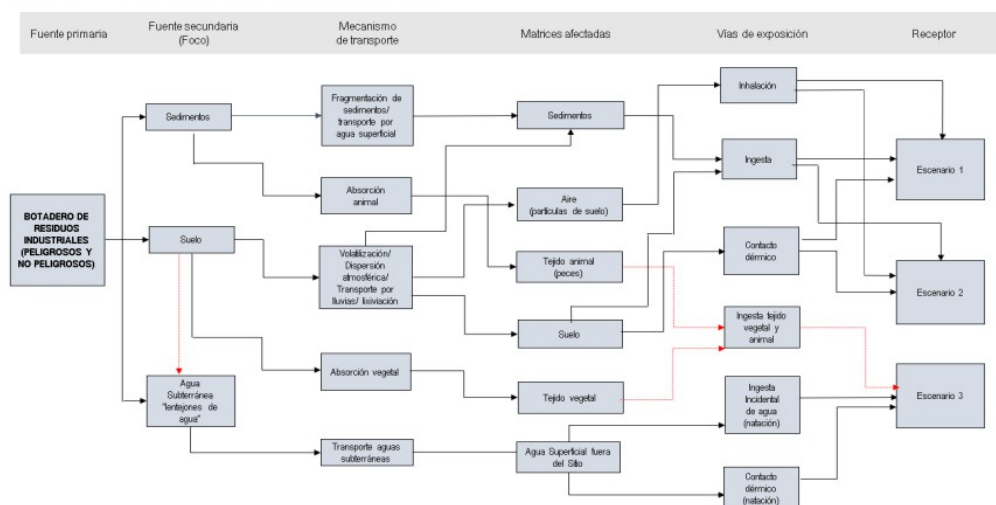 Fuente primaria
Fuente secundaria
(Foco)
Mecanismo
de transporte
Matrices afectadas
Vías de exposición
Receptor
BOTADERO DE
RESIDUOS
INDUSTRIALES
(PELIGROSOS Y
NO PELIGROSOS)
Sedimentos
Suelo
Agua
Subterránea
"lentejones de
agua"
Fragmentación de
sedimentos/
transporte por
agua superficial
Absorción
animal
Volatilización/
Dispersión
atmosférica/
Transporte por
lluvias/ lixiviación
Absorción vegetal
Transporte aguas
subterráneas
Sedimentos
Aire
(partículas de suelo)
Tejido animal
(peces)
Suelo
Tejido vegetal
Agua Superficial fuera
del Sitio
Inhalación
Ingesta
Contacto
dérmico
Ingesta tejido
vegetal y
animal
Ingesta
Incidental
de agua
(natación)
Contacto
dérmico
(natación)
Escenario 1
Escenario 2
Escenario 3